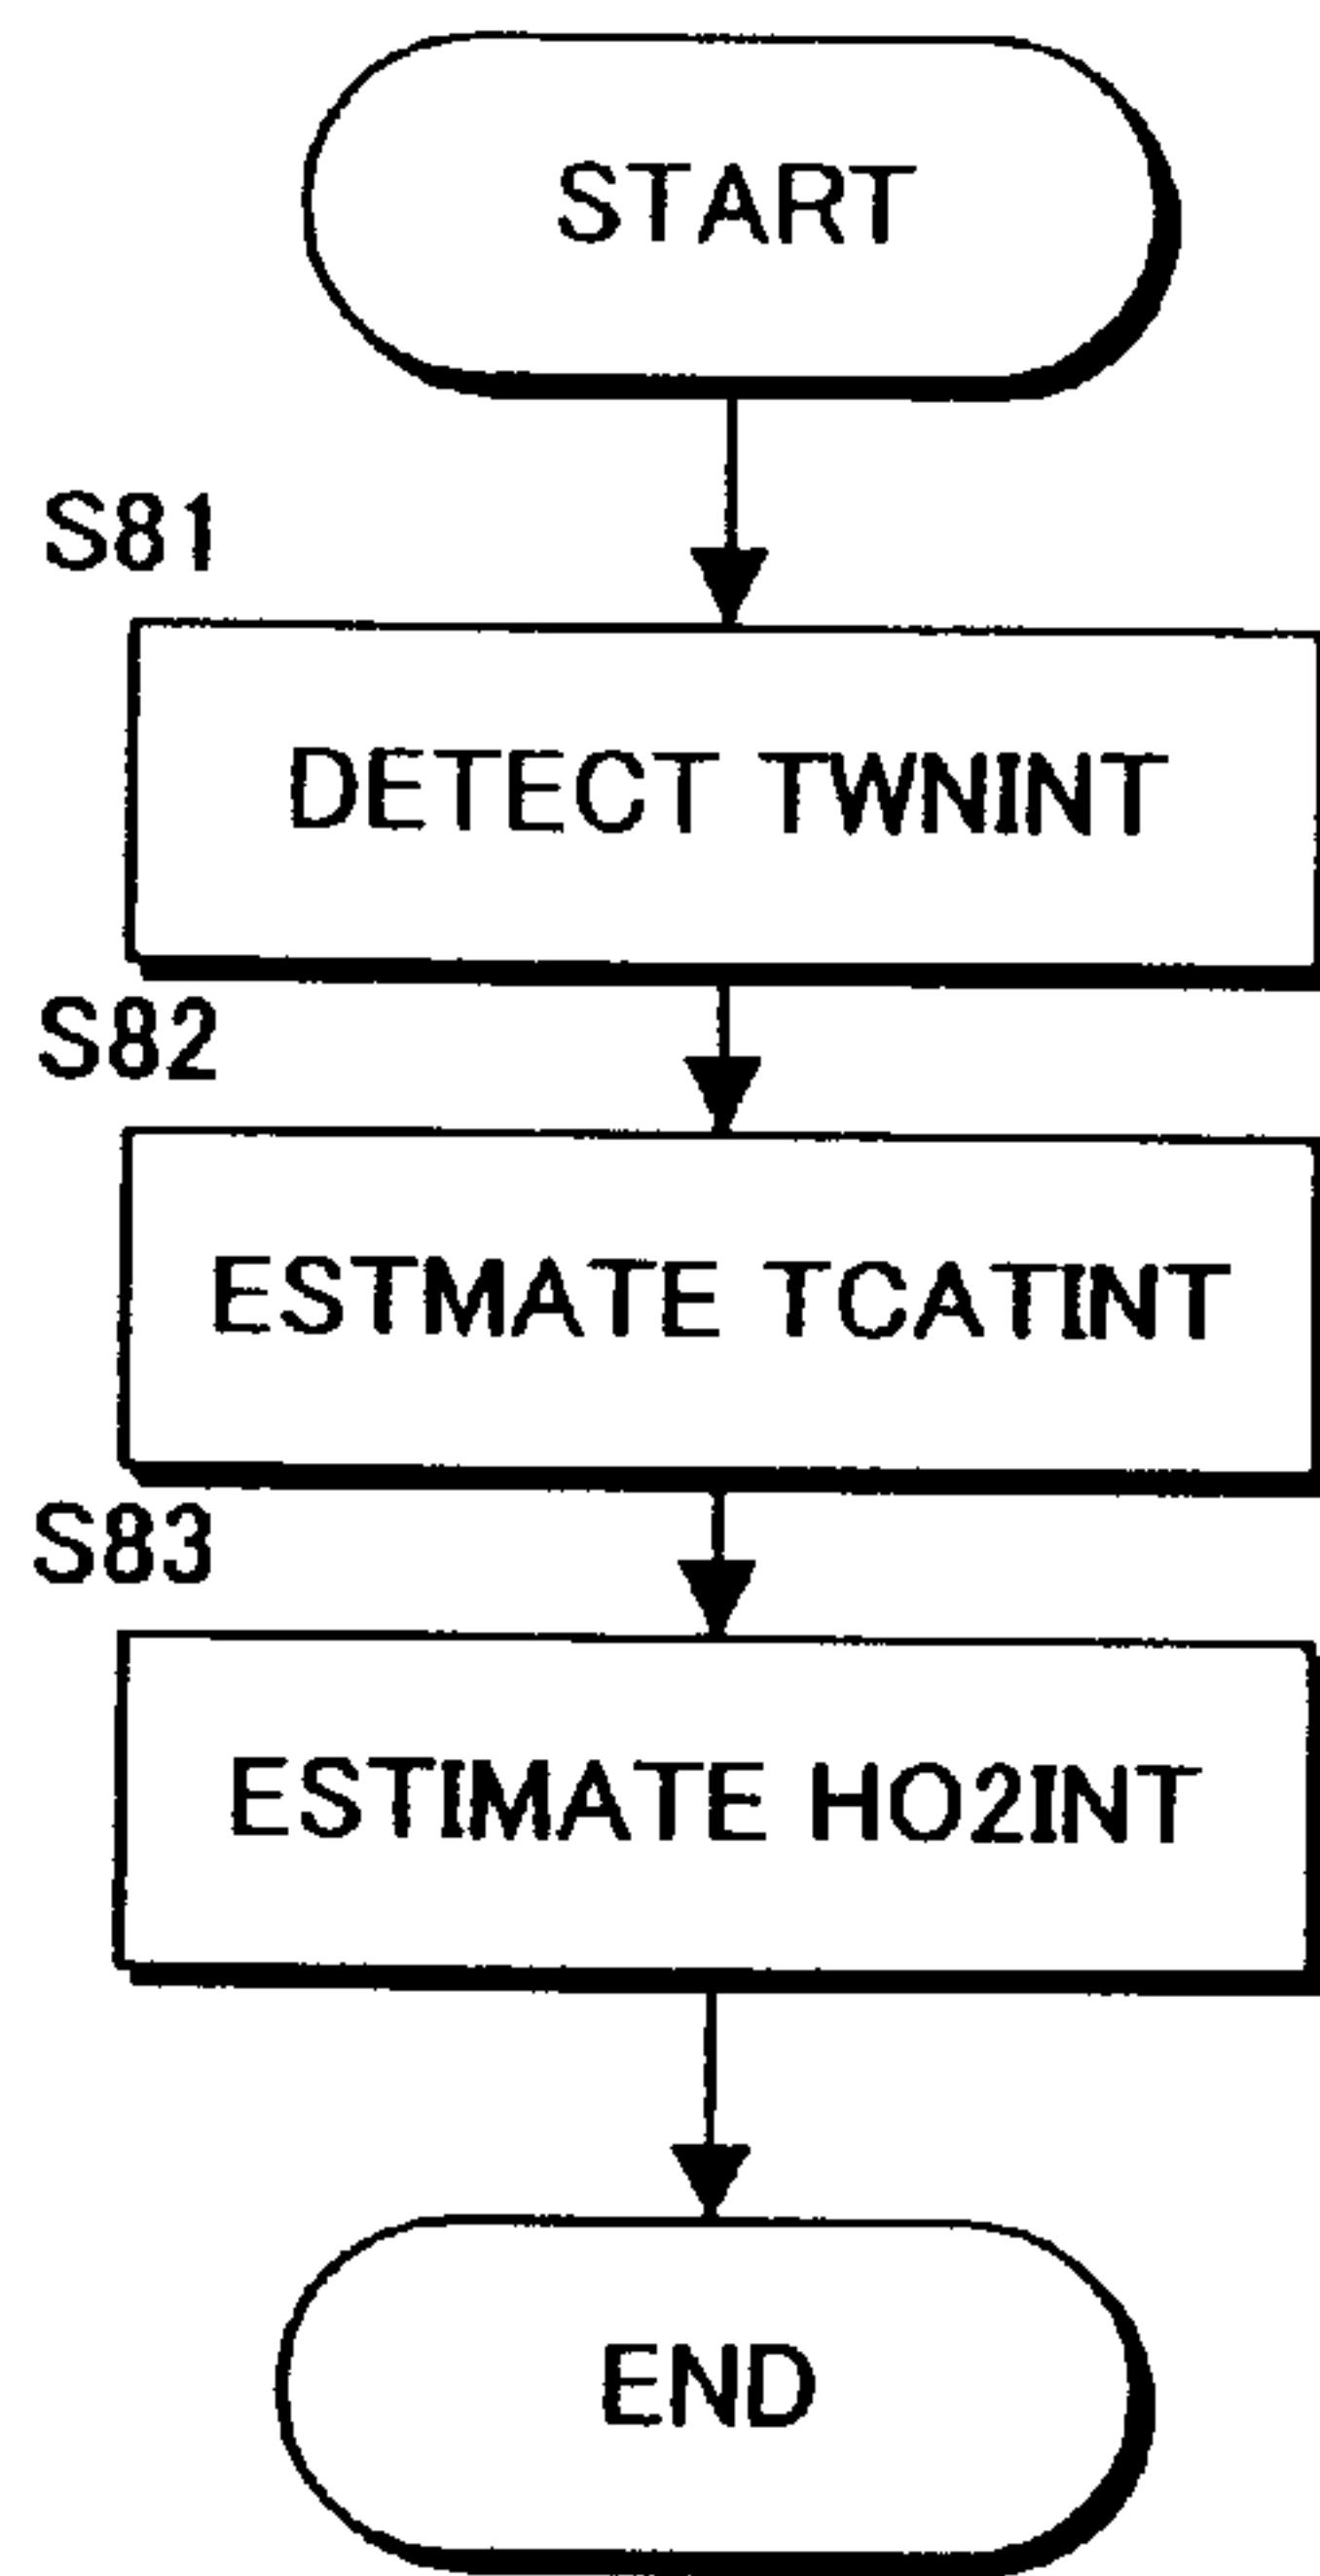 START
S81
DETECT TWNINT
S82
ESTMATE TCATINT
S83
ESTIMATE HO2INT
END